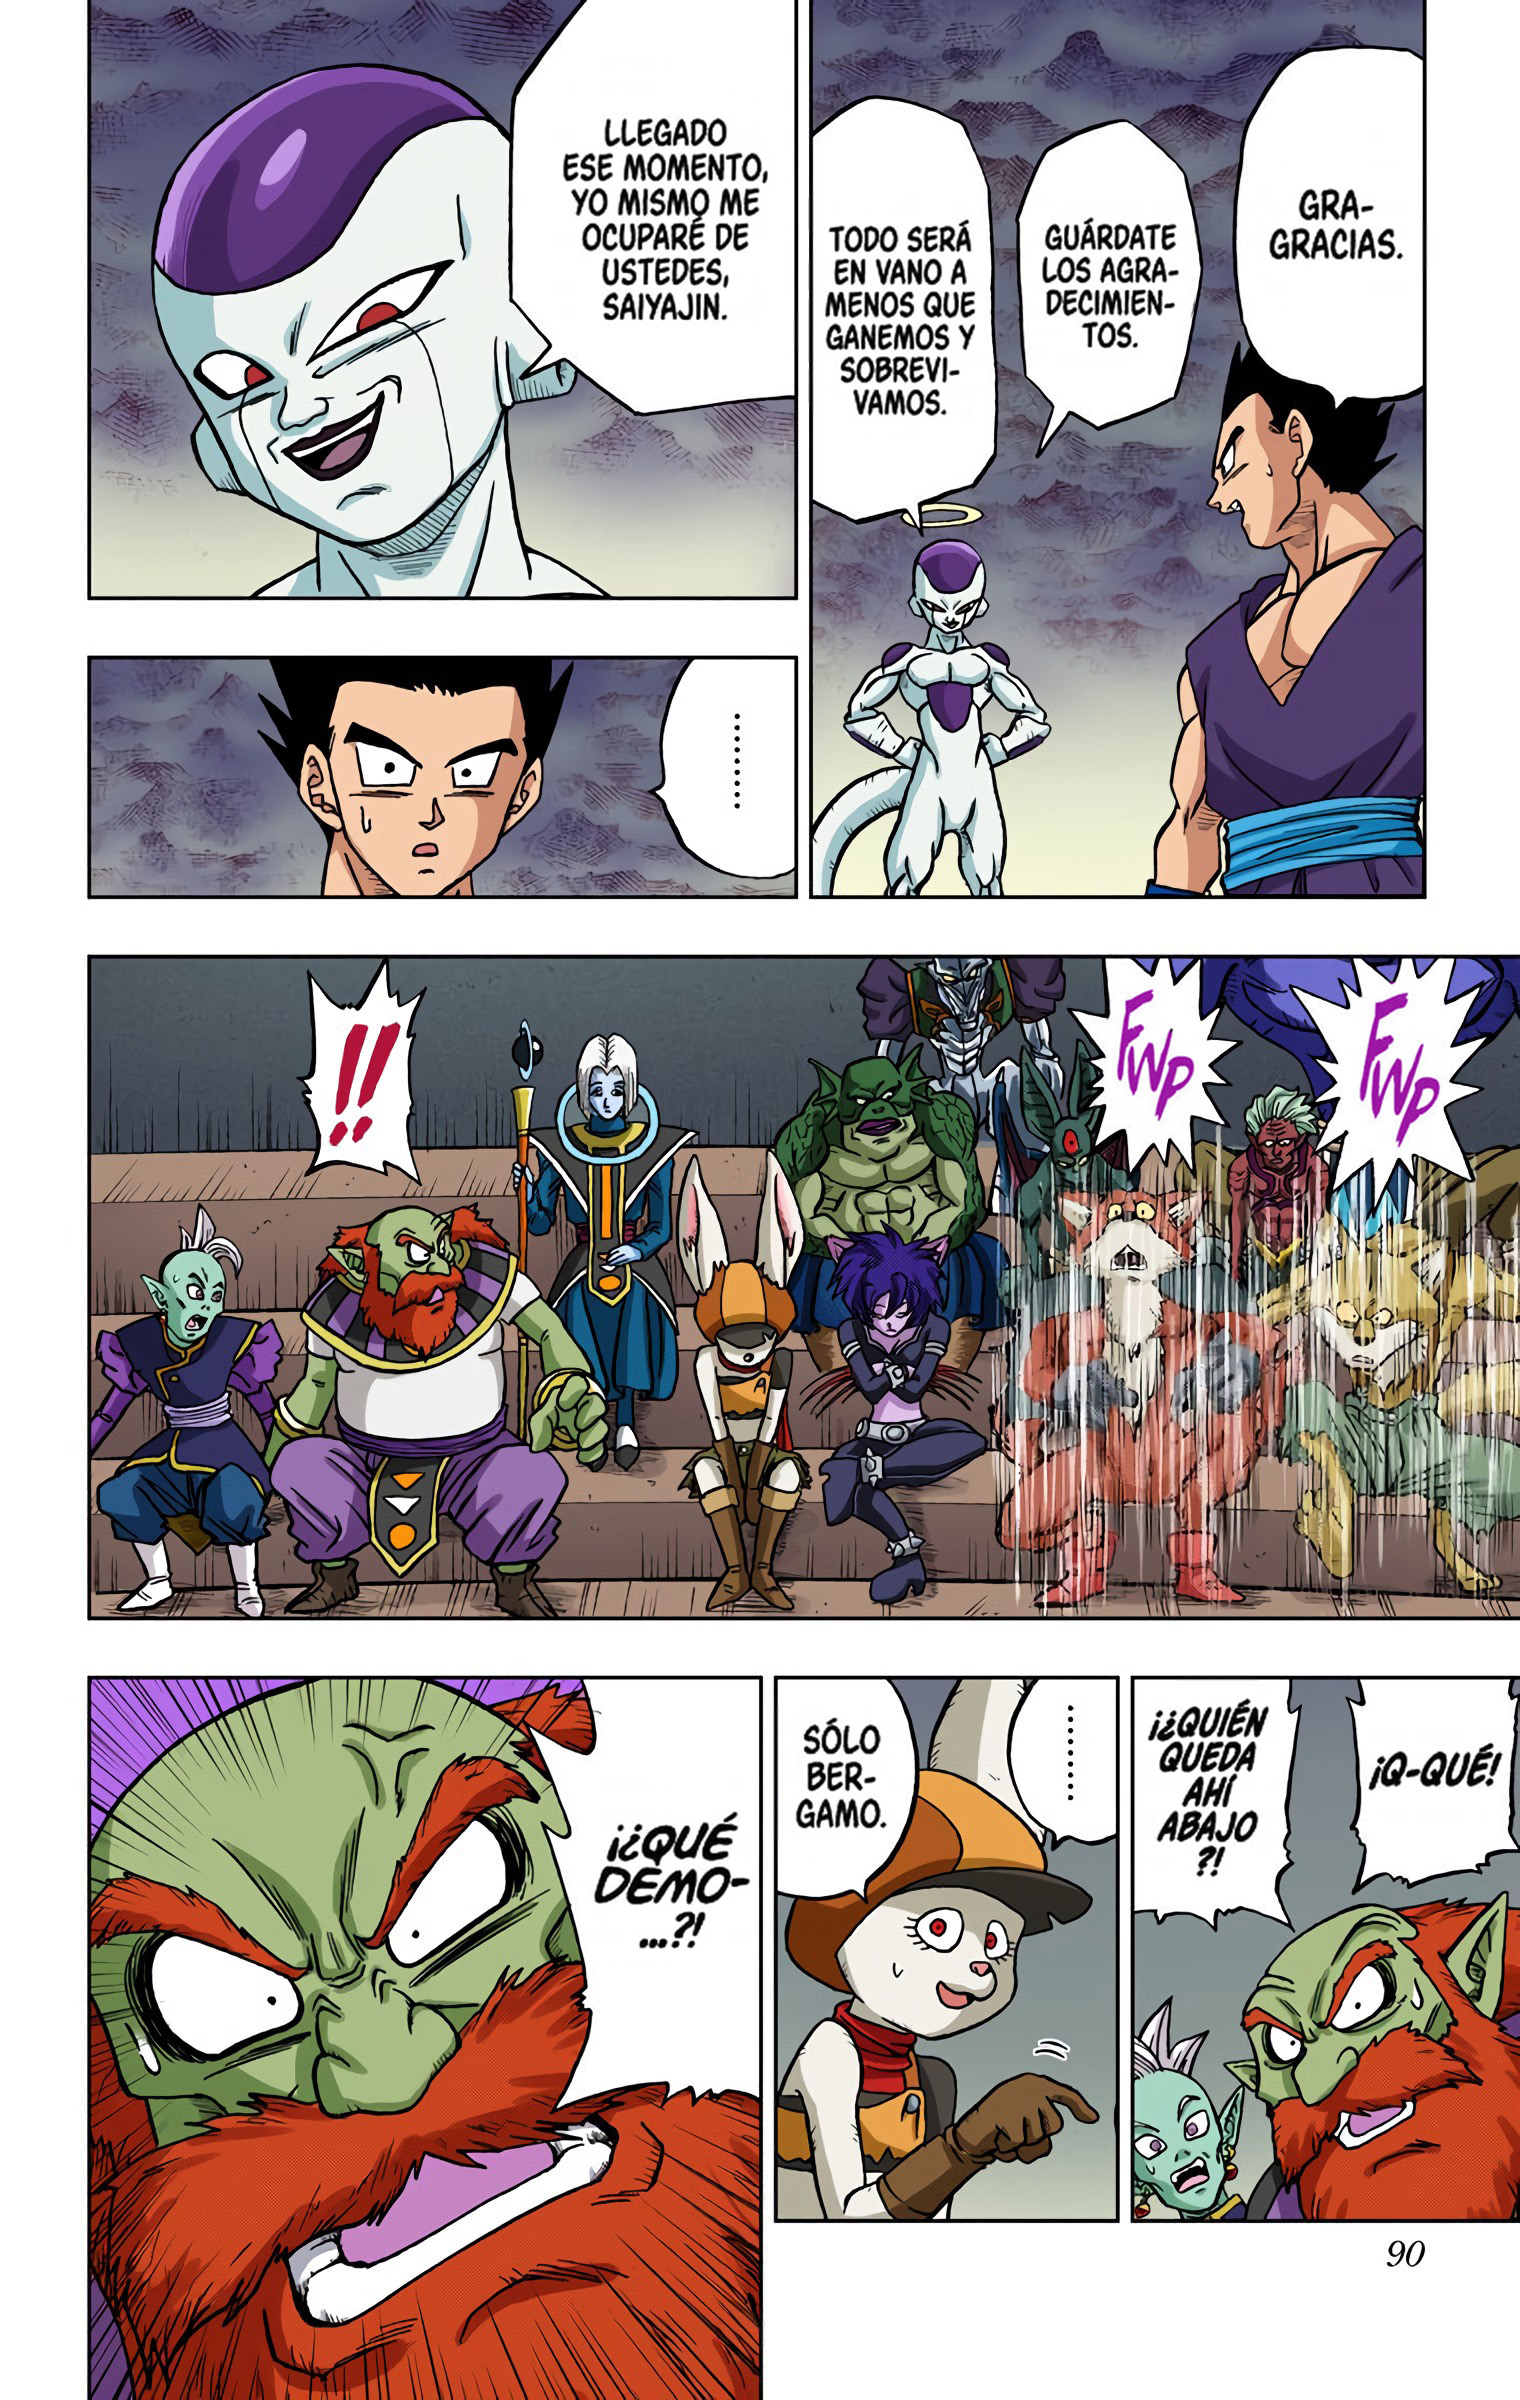 GRA-
GRACIAS.
GUÁRDATE
LOS AGRA-
DECIMIEN-
TOS.
TODO SERÁ
EN VANO A
MENOS QUE
GANEMOS Y
SOBREVI-
VAMOS.
LLEGADO
ESE MOMENTO,
YO MISMO ME
OCUPARÉ DE
USTEDES,
SAIYAJIN.
........
FWP
FWP
!!
¡Q-QUÉ!
¡¿QUIÉN
QUEDA
AHÍ
ABAJO
?!
........
SÓLO
BER-
GAMO.
¡¿QUÉ
DEMO-
...?!
A
90